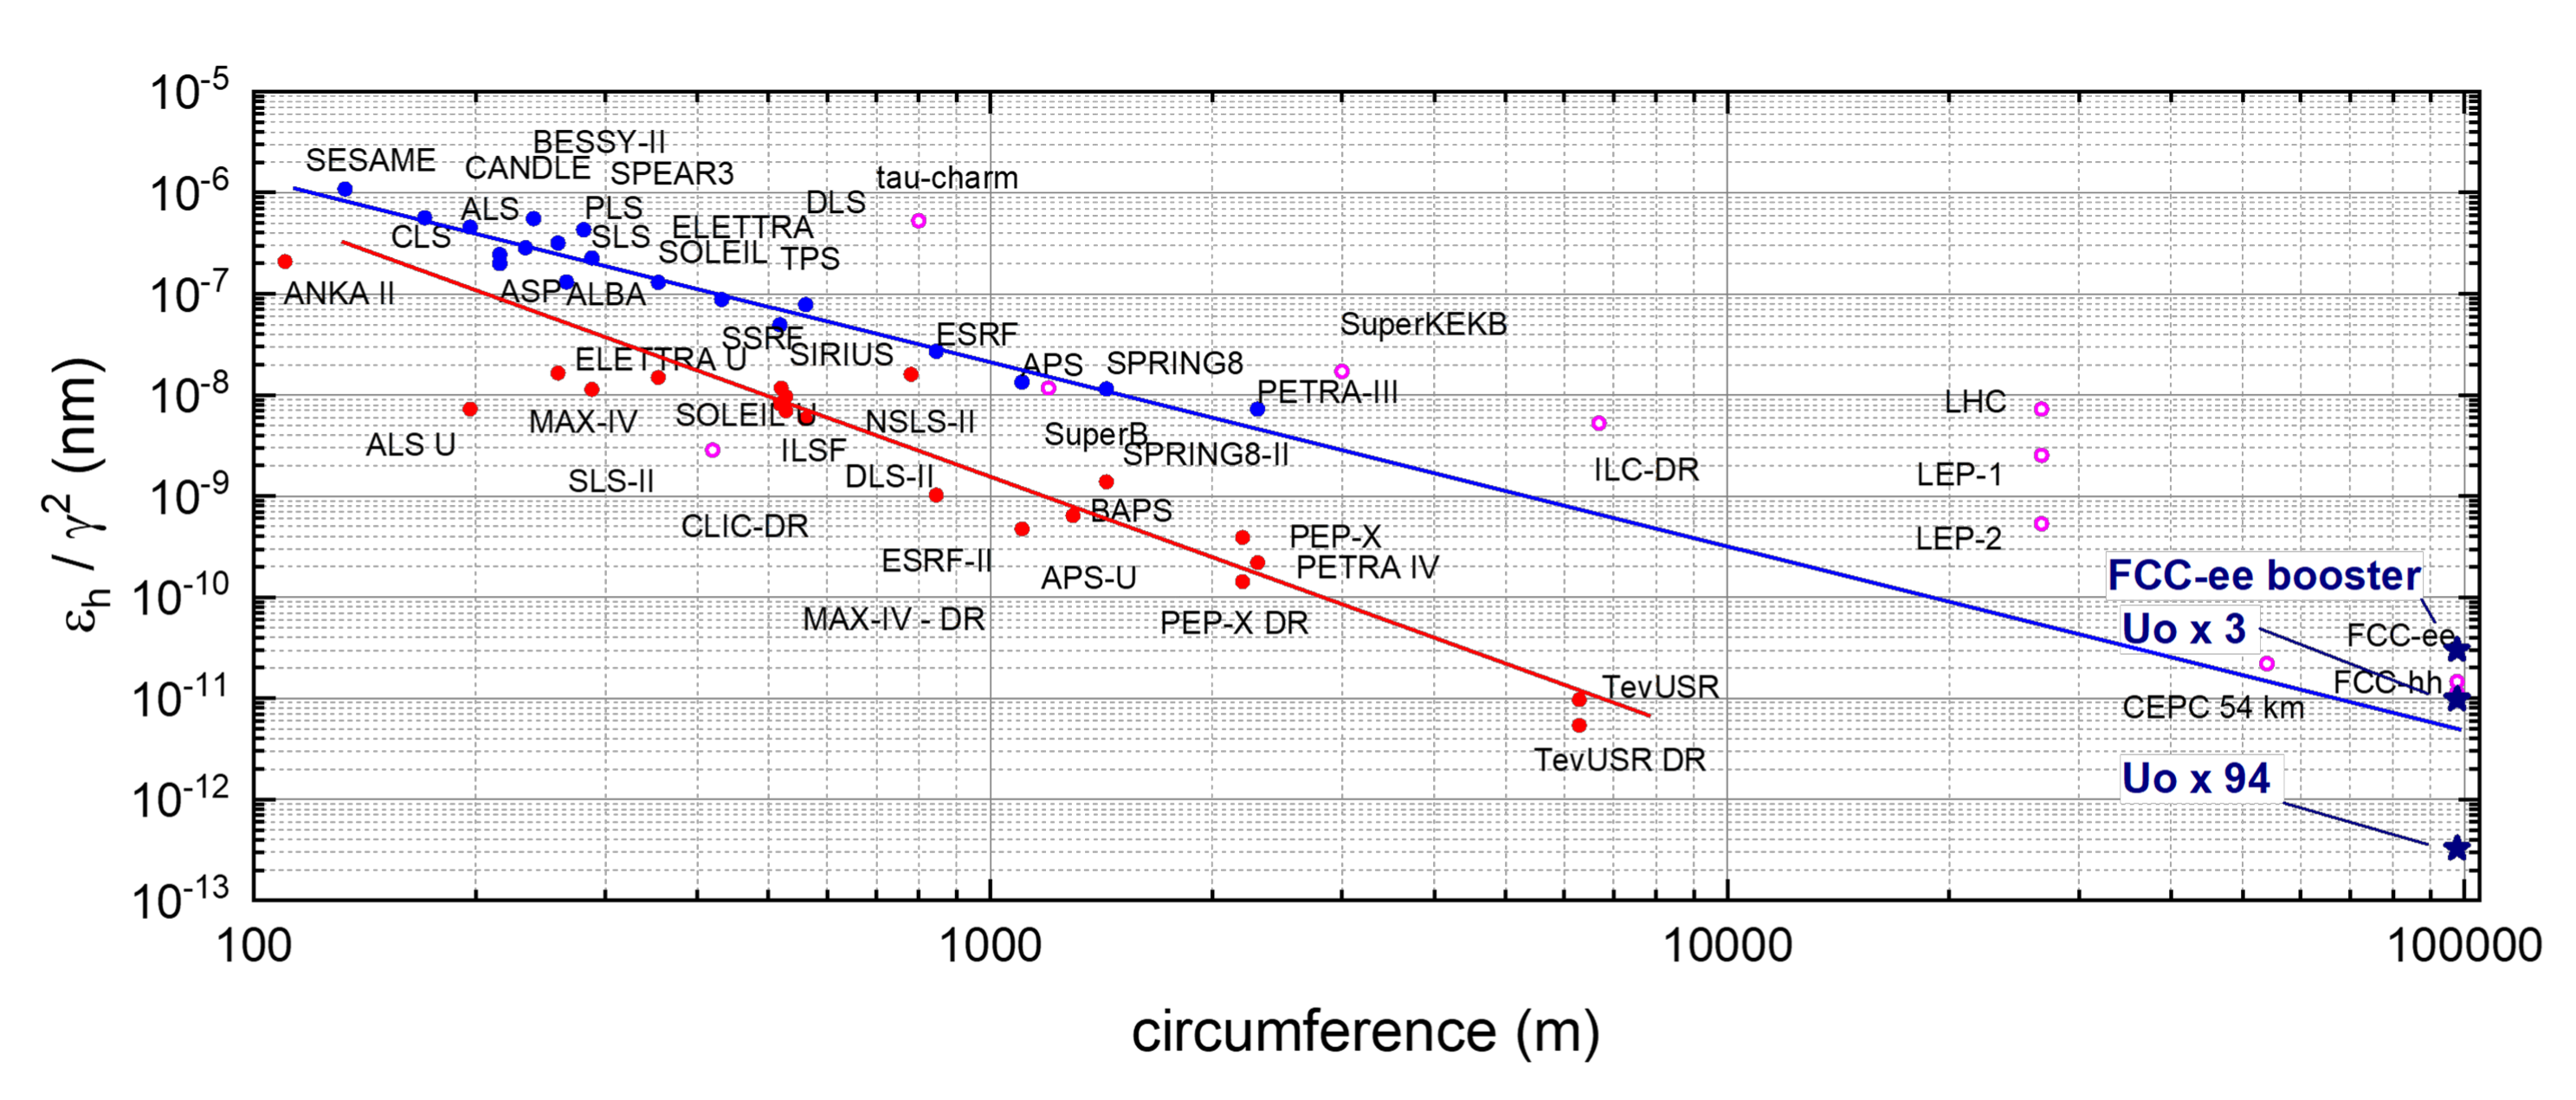 10-5
BESSY-II
SESAME
CANDLE
SPEAR3
tau-charm
10-6
DLS
ALS
PLS
ELETTRA
CLS
SLS
SOLEIL
TPS
10-7
ANKA II
ASP
ALBA
SuperKEKB
SSRF
ESRF
SIRIUS
ELETTRA U
APS
SPRING8
10-8
PETRA-III
LHC
MAX-IV
SOLEIL U
NSLS-II
ALS U
SuperB
ILSF
SPRING8-II
ILC-DR
SLS-II
DLS-II
LEP-1
10-9
BAPS
CLIC-DR
PEP-X
LEP-2
ESRF-II
PETRA IV
APS-U
FCC-ee booster
10-10
MAX-IV - DR
PEP-X DR
Uo x 3
FCC-ee
10-11
TevUSR
FCC-hh
CEPC 54 km
TevUSR DR
Uo x 94
10-12
10-13
εh / γ2 (nm)
100
1000
10000
100000
circumference (m)